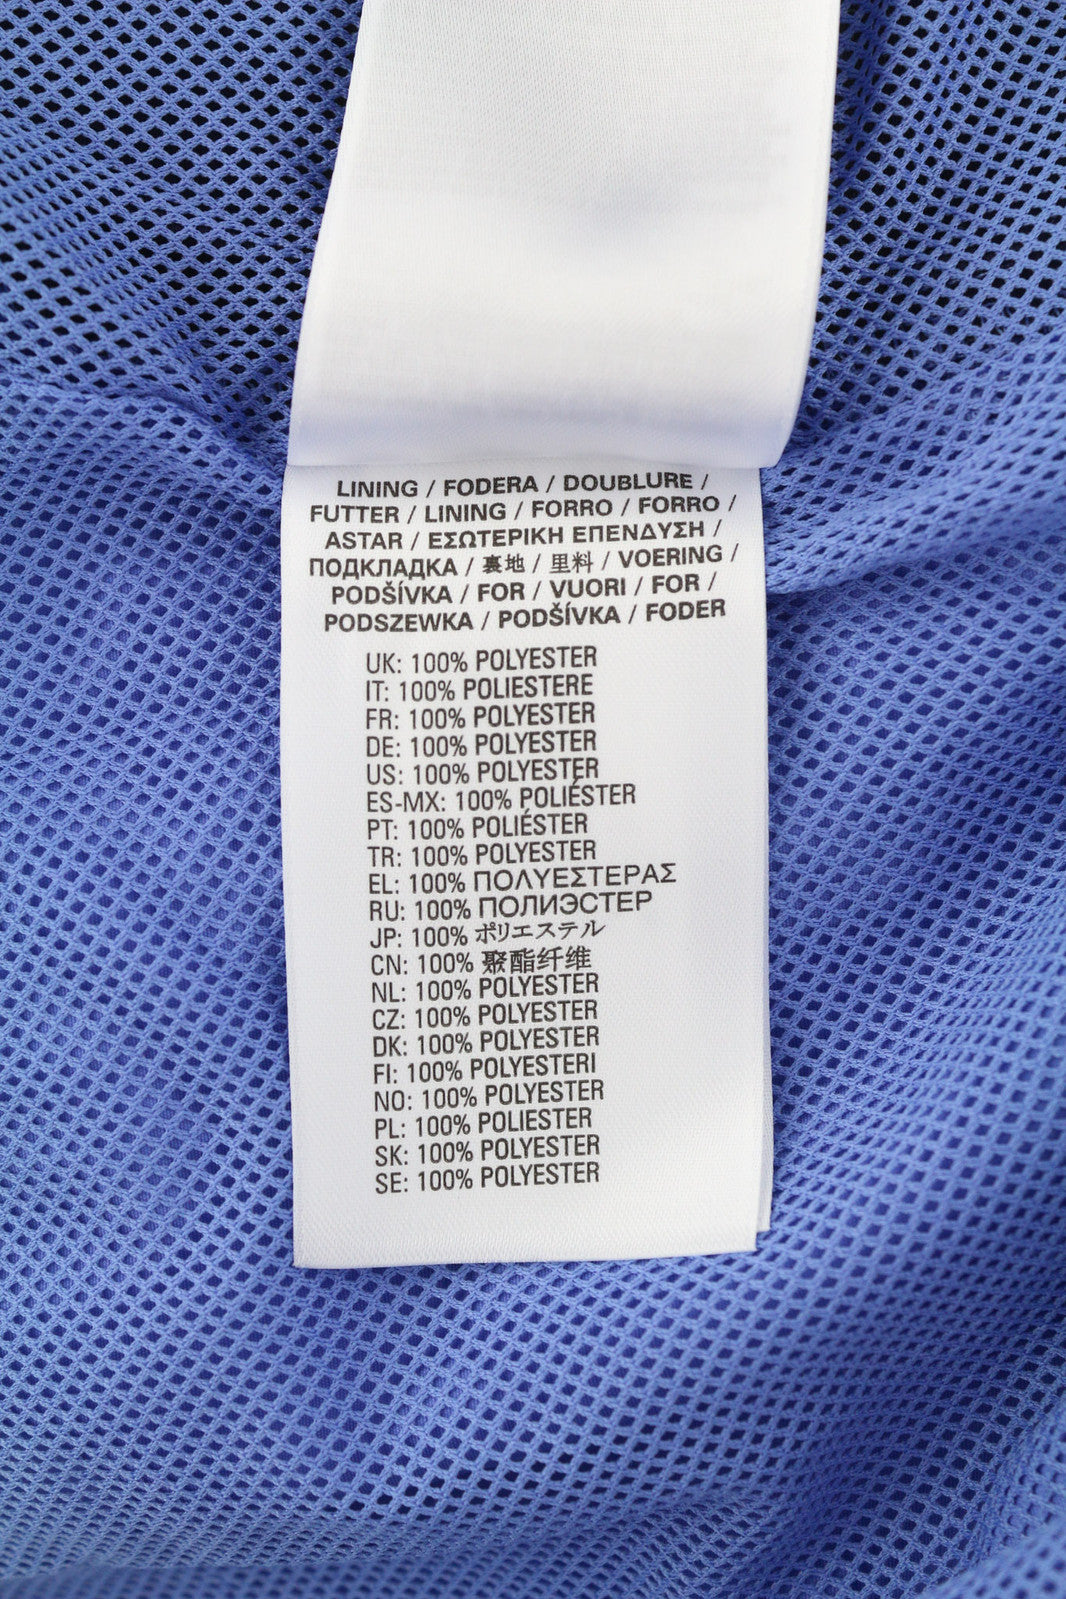 LINING / FODERA / DOUBLURE /
FUTTER / LINING / FORRO / FORRO /
ASTAR / ΕΣΩΤΕΡΙΚΗ ΕΠΕΝΔΥΣΗ /
ПОДКЛАДКА / 裏地 / 里料 / VOERING /
PODŠÍVKA / FOR / VUORI / FOR /
PODSZEWKA / PODŠÍVKA / FODER
UK: 100% POLYESTER
IT: 100% POLIESTERE
FR: 100% POLYESTER
DE: 100% POLYESTER
US: 100% POLYESTER
ES-MX: 100% POLIÉSTER
PT: 100% POLIÉSTER
TR: 100% POLYESTER
EL: 100% ΠΟΛΥΕΣΤΕΡΑΣ
RU: 100% ПОЛИЭСТЕР
JP: 100% ポリエステル
CN: 100% 聚酯纤维
NL: 100% POLYESTER
CZ: 100% POLYESTER
DK: 100% POLYESTER
FI: 100% POLYESTERI
NO: 100% POLYESTER
PL: 100% POLIESTER
SK: 100% POLYESTER
SE: 100% POLYESTER